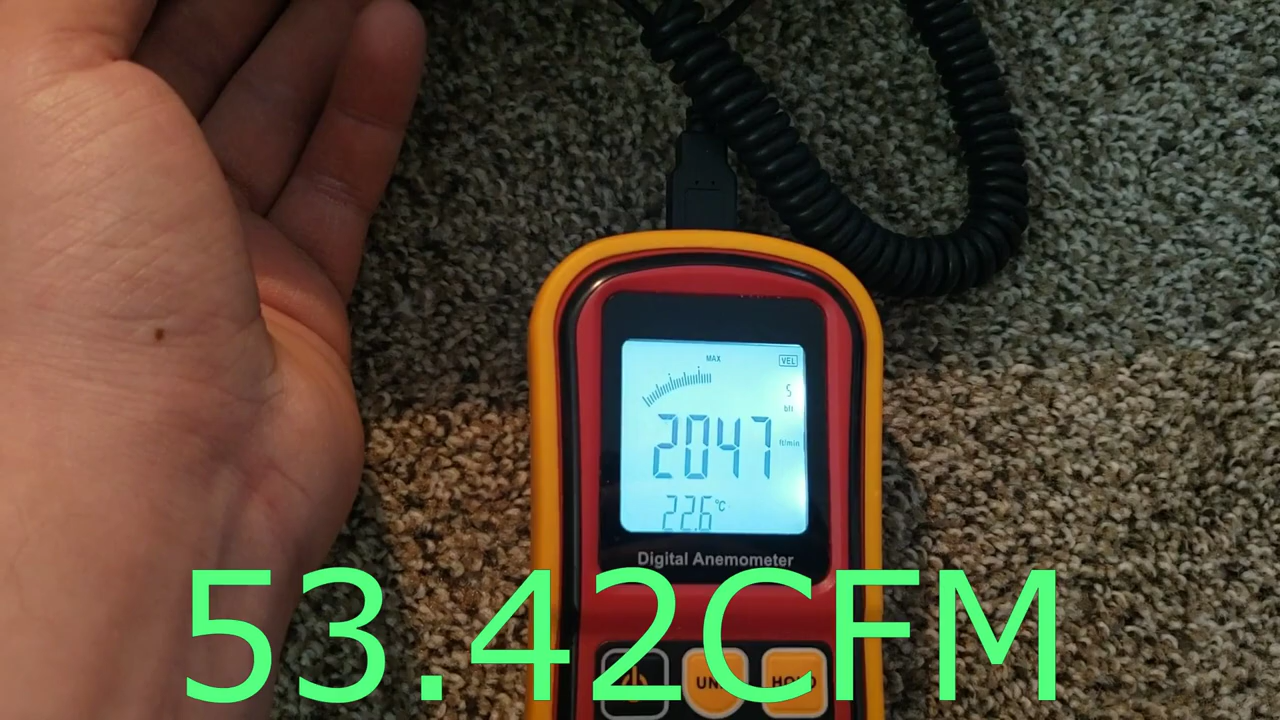 MAX VEL
5
bft
2047 ft/min
22.6 °C
Digital Anemometer
53.42CFM